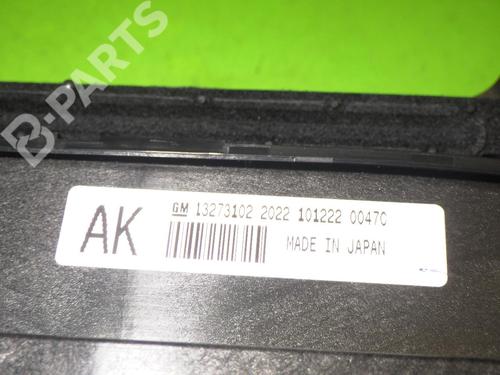 B-PARTS
AK
GM 13273102 2022 101222 0047C
MADE IN JAPAN